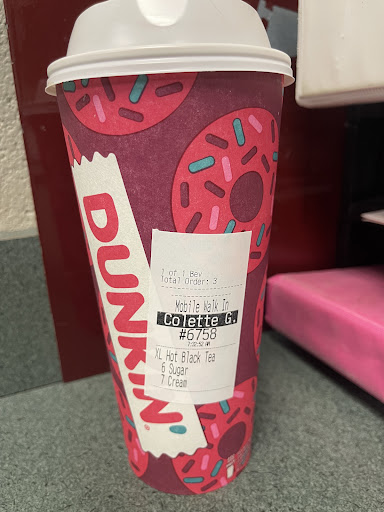 DUNKIN'
1 of 1 Bev
Total Order: 3
Mobile Walk In
Colette G.
#6758
XL Hot Black Tea
6 Sugar
7 Cream